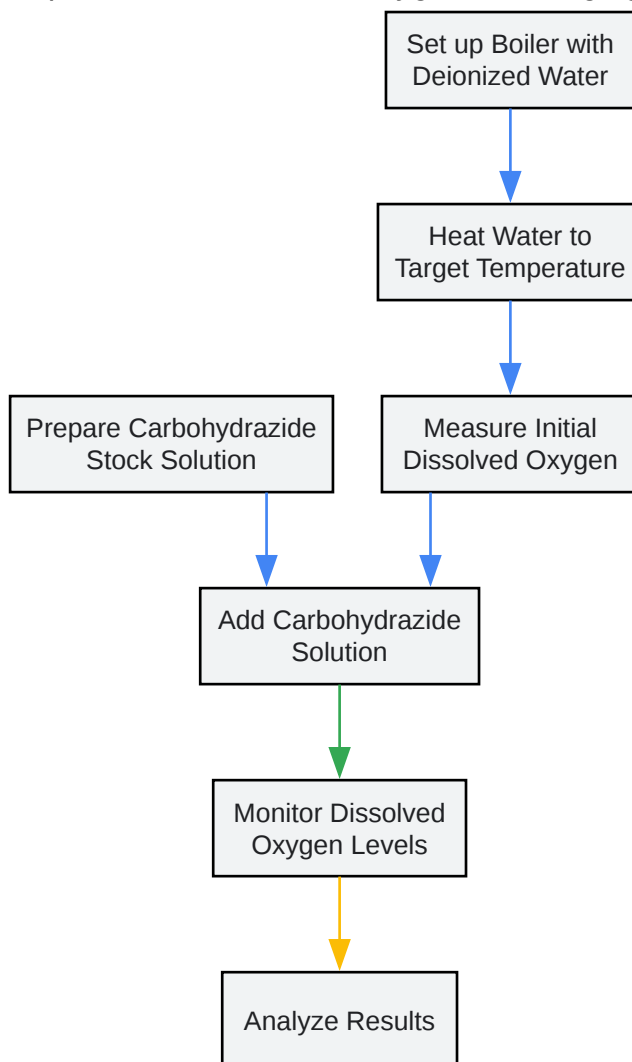 Set up Boiler with
Deionized Water
Heat Water to
Target Temperature
Prepare Carbohydrazide
Stock Solution
Measure Initial
Dissolved Oxygen
Add Carbohydrazide
Solution
Monitor Dissolved
Oxygen Levels
Analyze Results